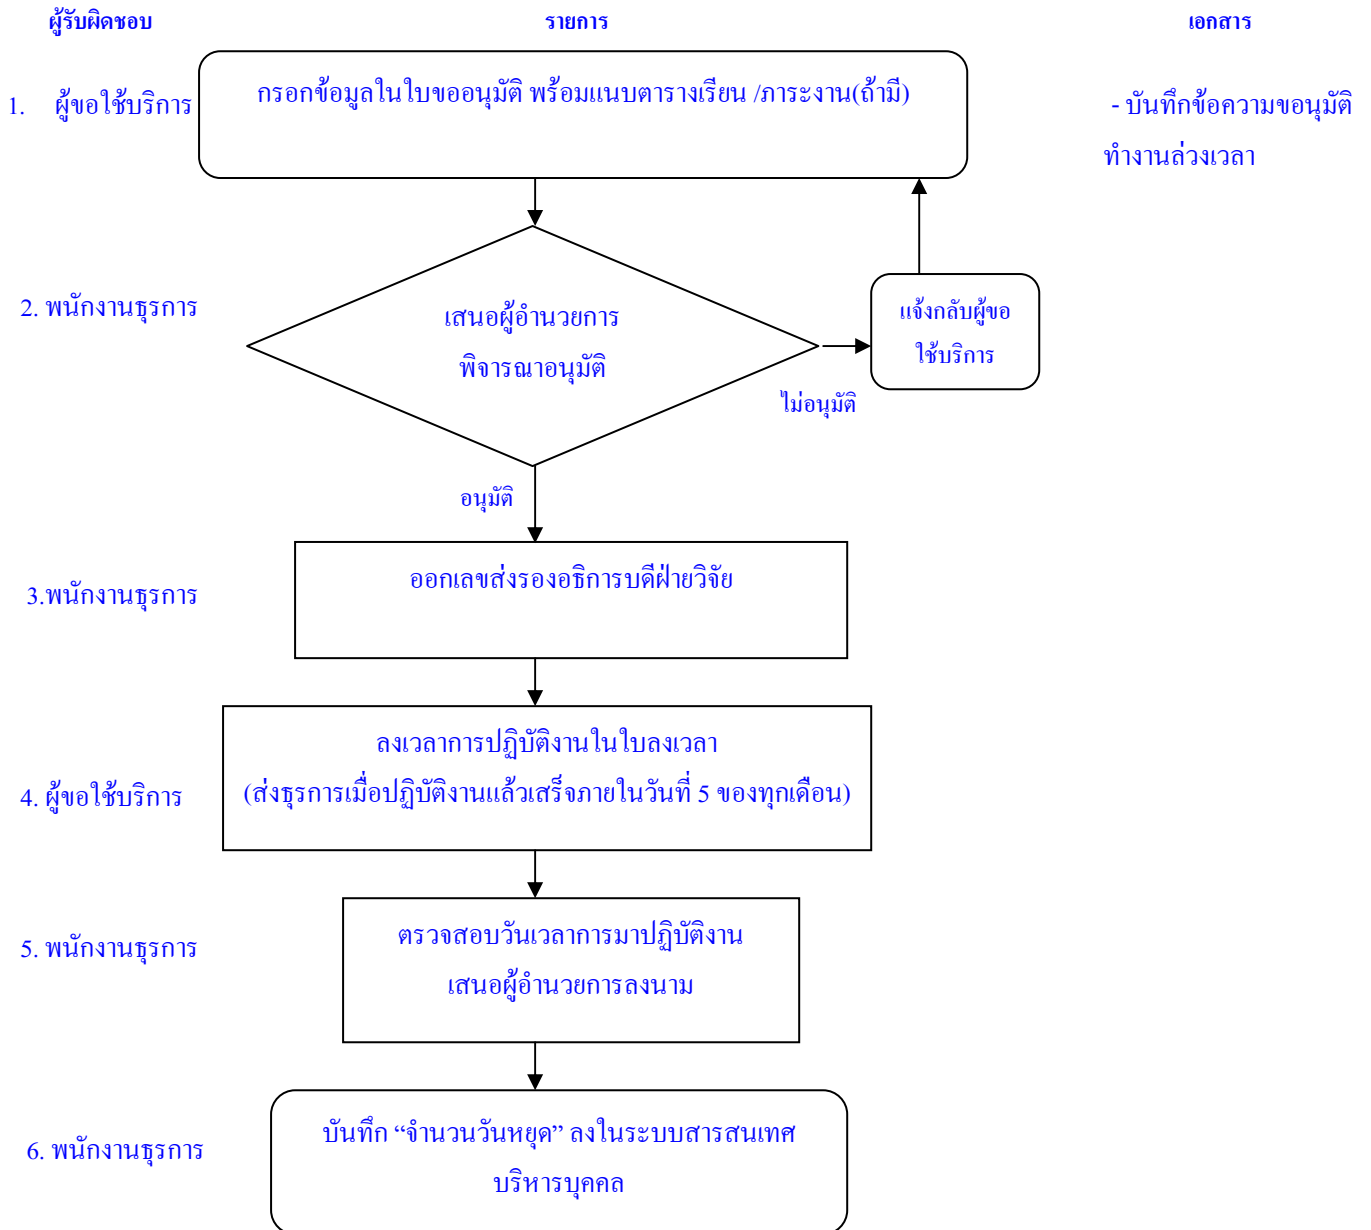 ผู้รับผิดชอบ รายการ เอกสาร
1. ผู้ขอใช้บริการ
กรอกข้อมูลในใบขออนุมัติ พร้อมแนบตารางเรียน /ภาระงาน(ถ้ามี)
- บันทึกข้อความขอนุมัติ
ทำงานล่วงเวลา
2. พนักงานธุรการ
เสนอผู้อำนวยการ
พิจารณาอนุมัติ
แจ้งกลับผู้ขอ
ใช้บริการ
ไม่อนุมัติ
อนุมัติ
3.พนักงานธุรการ
ออกเลขส่งรองอธิการบดีฝ่ายวิจัย
4. ผู้ขอใช้บริการ
ลงเวลาการปฏิบัติงานในใบลงเวลา
(ส่งธุรการเมื่อปฏิบัติงานแล้วเสร็จภายในวันที่ 5 ของทุกเดือน)
5. พนักงานธุรการ
ตรวจสอบวันเวลาการมาปฏิบัติงาน
เสนอผู้อำนวยการลงนาม
6. พนักงานธุรการ
บันทึก “จำนวนวันหยุด” ลงในระบบสารสนเทศ
บริหารบุคคล